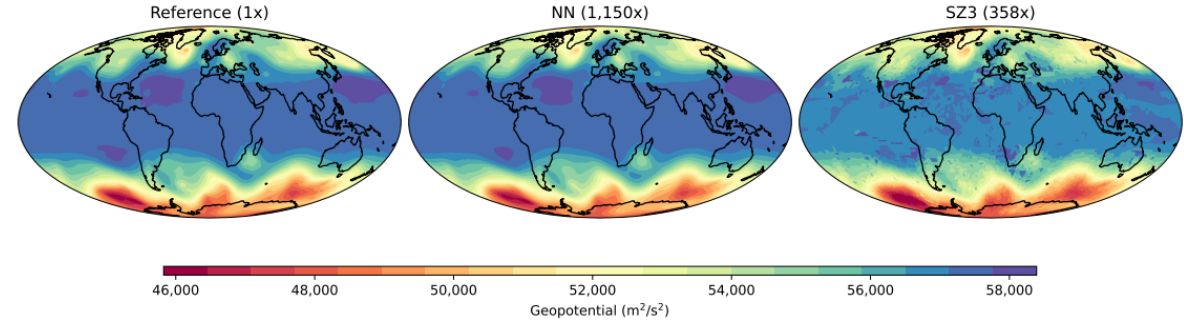 Reference (1x)
NN (1,150x)
SZ3 (358x)
46,000 48,000 50,000 52,000 54,000 56,000 58,000
Geopotential (m²/s²)